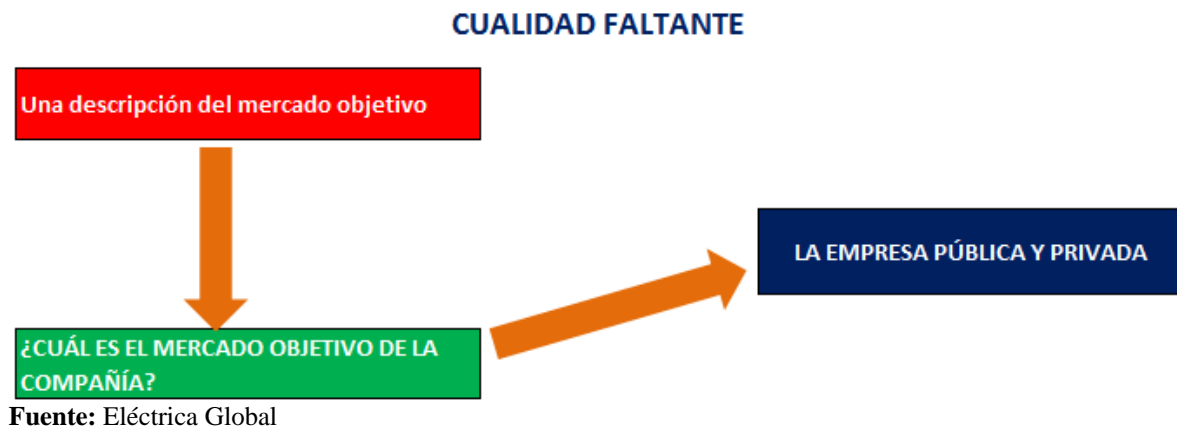 CUALIDAD FALTANTE
Una descripción del mercado objetivo
LA EMPRESA PÚBLICA Y PRIVADA
¿CUÁL ES EL MERCADO OBJETIVO DE LA
COMPAÑÍA?
Fuente: Eléctrica Global